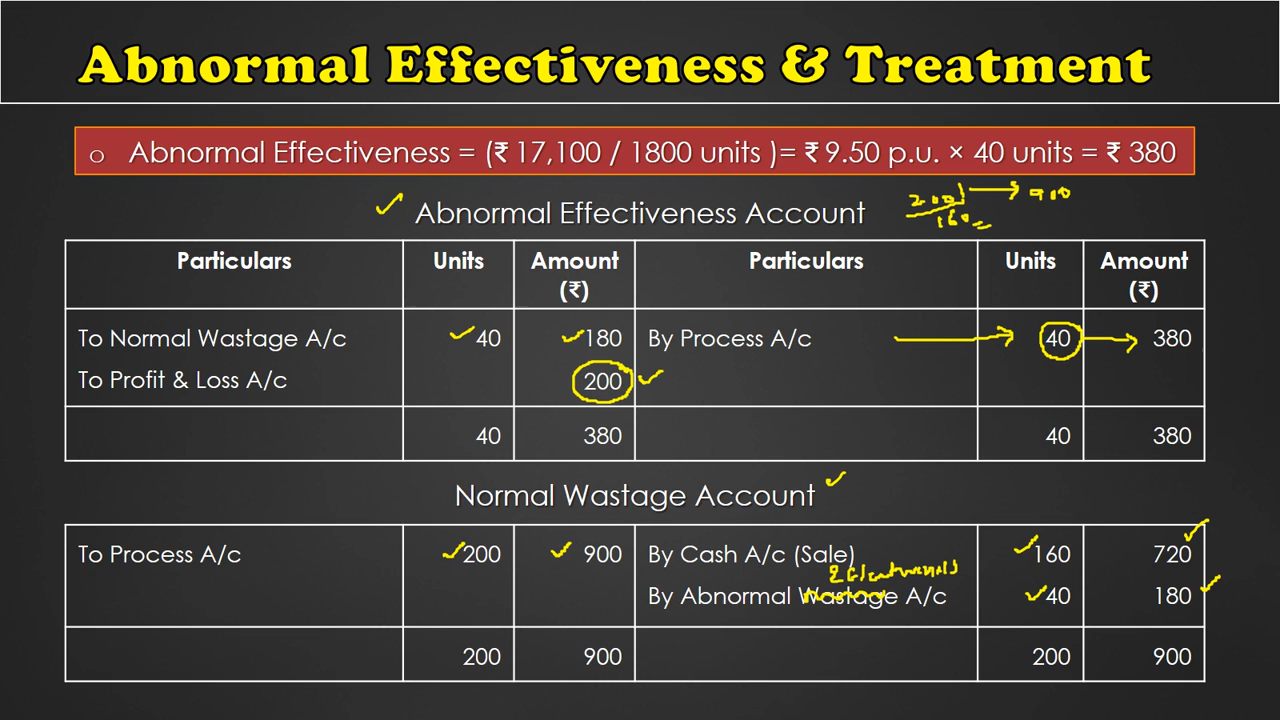 Abnormal Effectiveness & Treatment
o Abnormal Effectiveness = (₹ 17,100 / 1800 units )= ₹ 9.50 p.u. × 40 units = ₹ 380
Abnormal Effectiveness Account
200 900
160
Particulars Units Amount (₹) Particulars Units Amount (₹)
To Normal Wastage A/c 40 180 By Process A/c 40 380
To Profit & Loss A/c 200
40 380 40 380
Normal Wastage Account
To Process A/c 200 900 By Cash A/c (Sale) 160 720
By Abnormal Wastage A/c 40 180
200 900 200 900